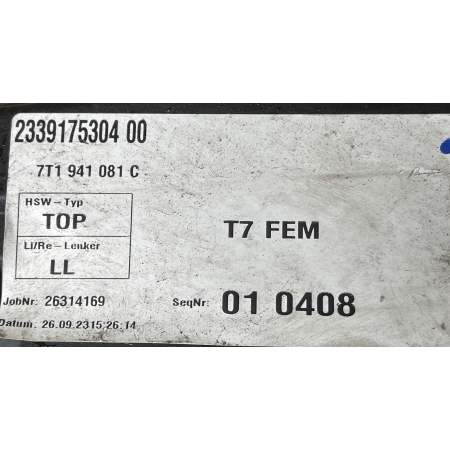 2339175304 00
7T1 941 081 C
HSW-Typ
TOP
Li/Re-Lenker
LL
T7 FEM
JobNr: 26314169
SeqNr: 01 0408
Datum: 26.09.2315:26:14